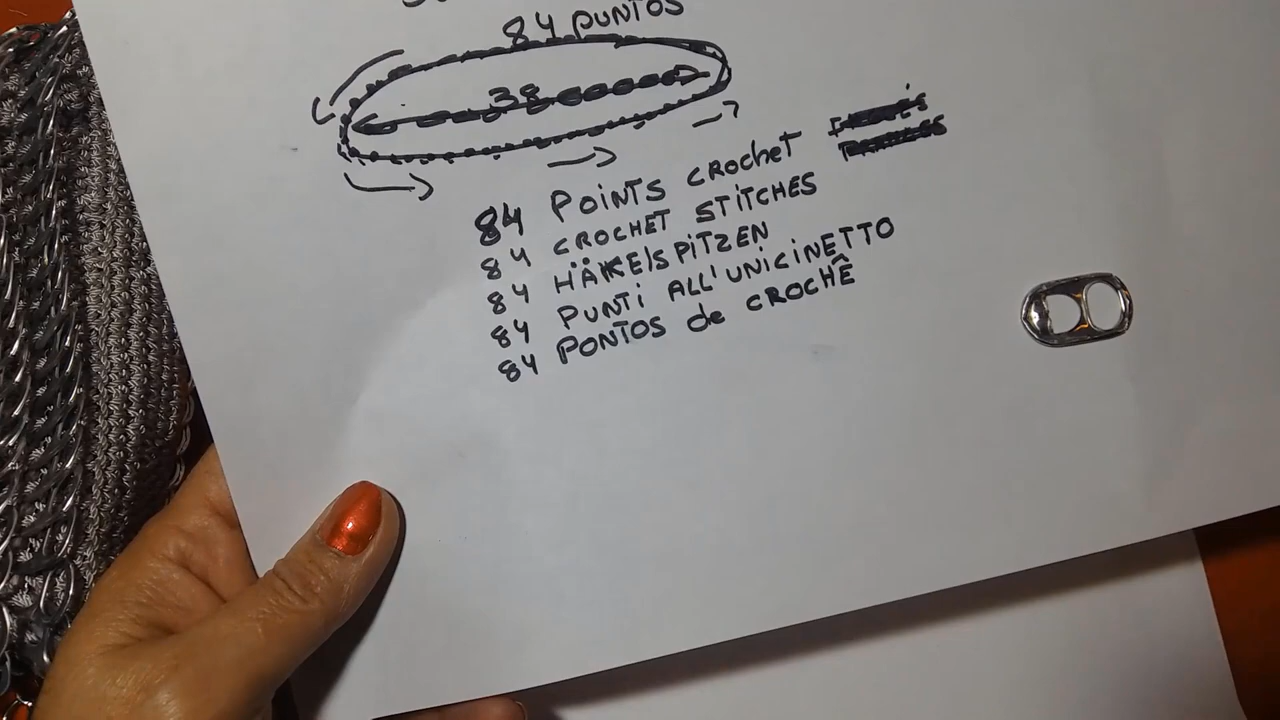 84 PUNTOS
38
84 POINTS CROCHET
84 CROCHET STITCHES
84 HÄKELSPITZEN
84 PUNTI ALL'UNICINETTO
84 PONTOS de CROCHÊ